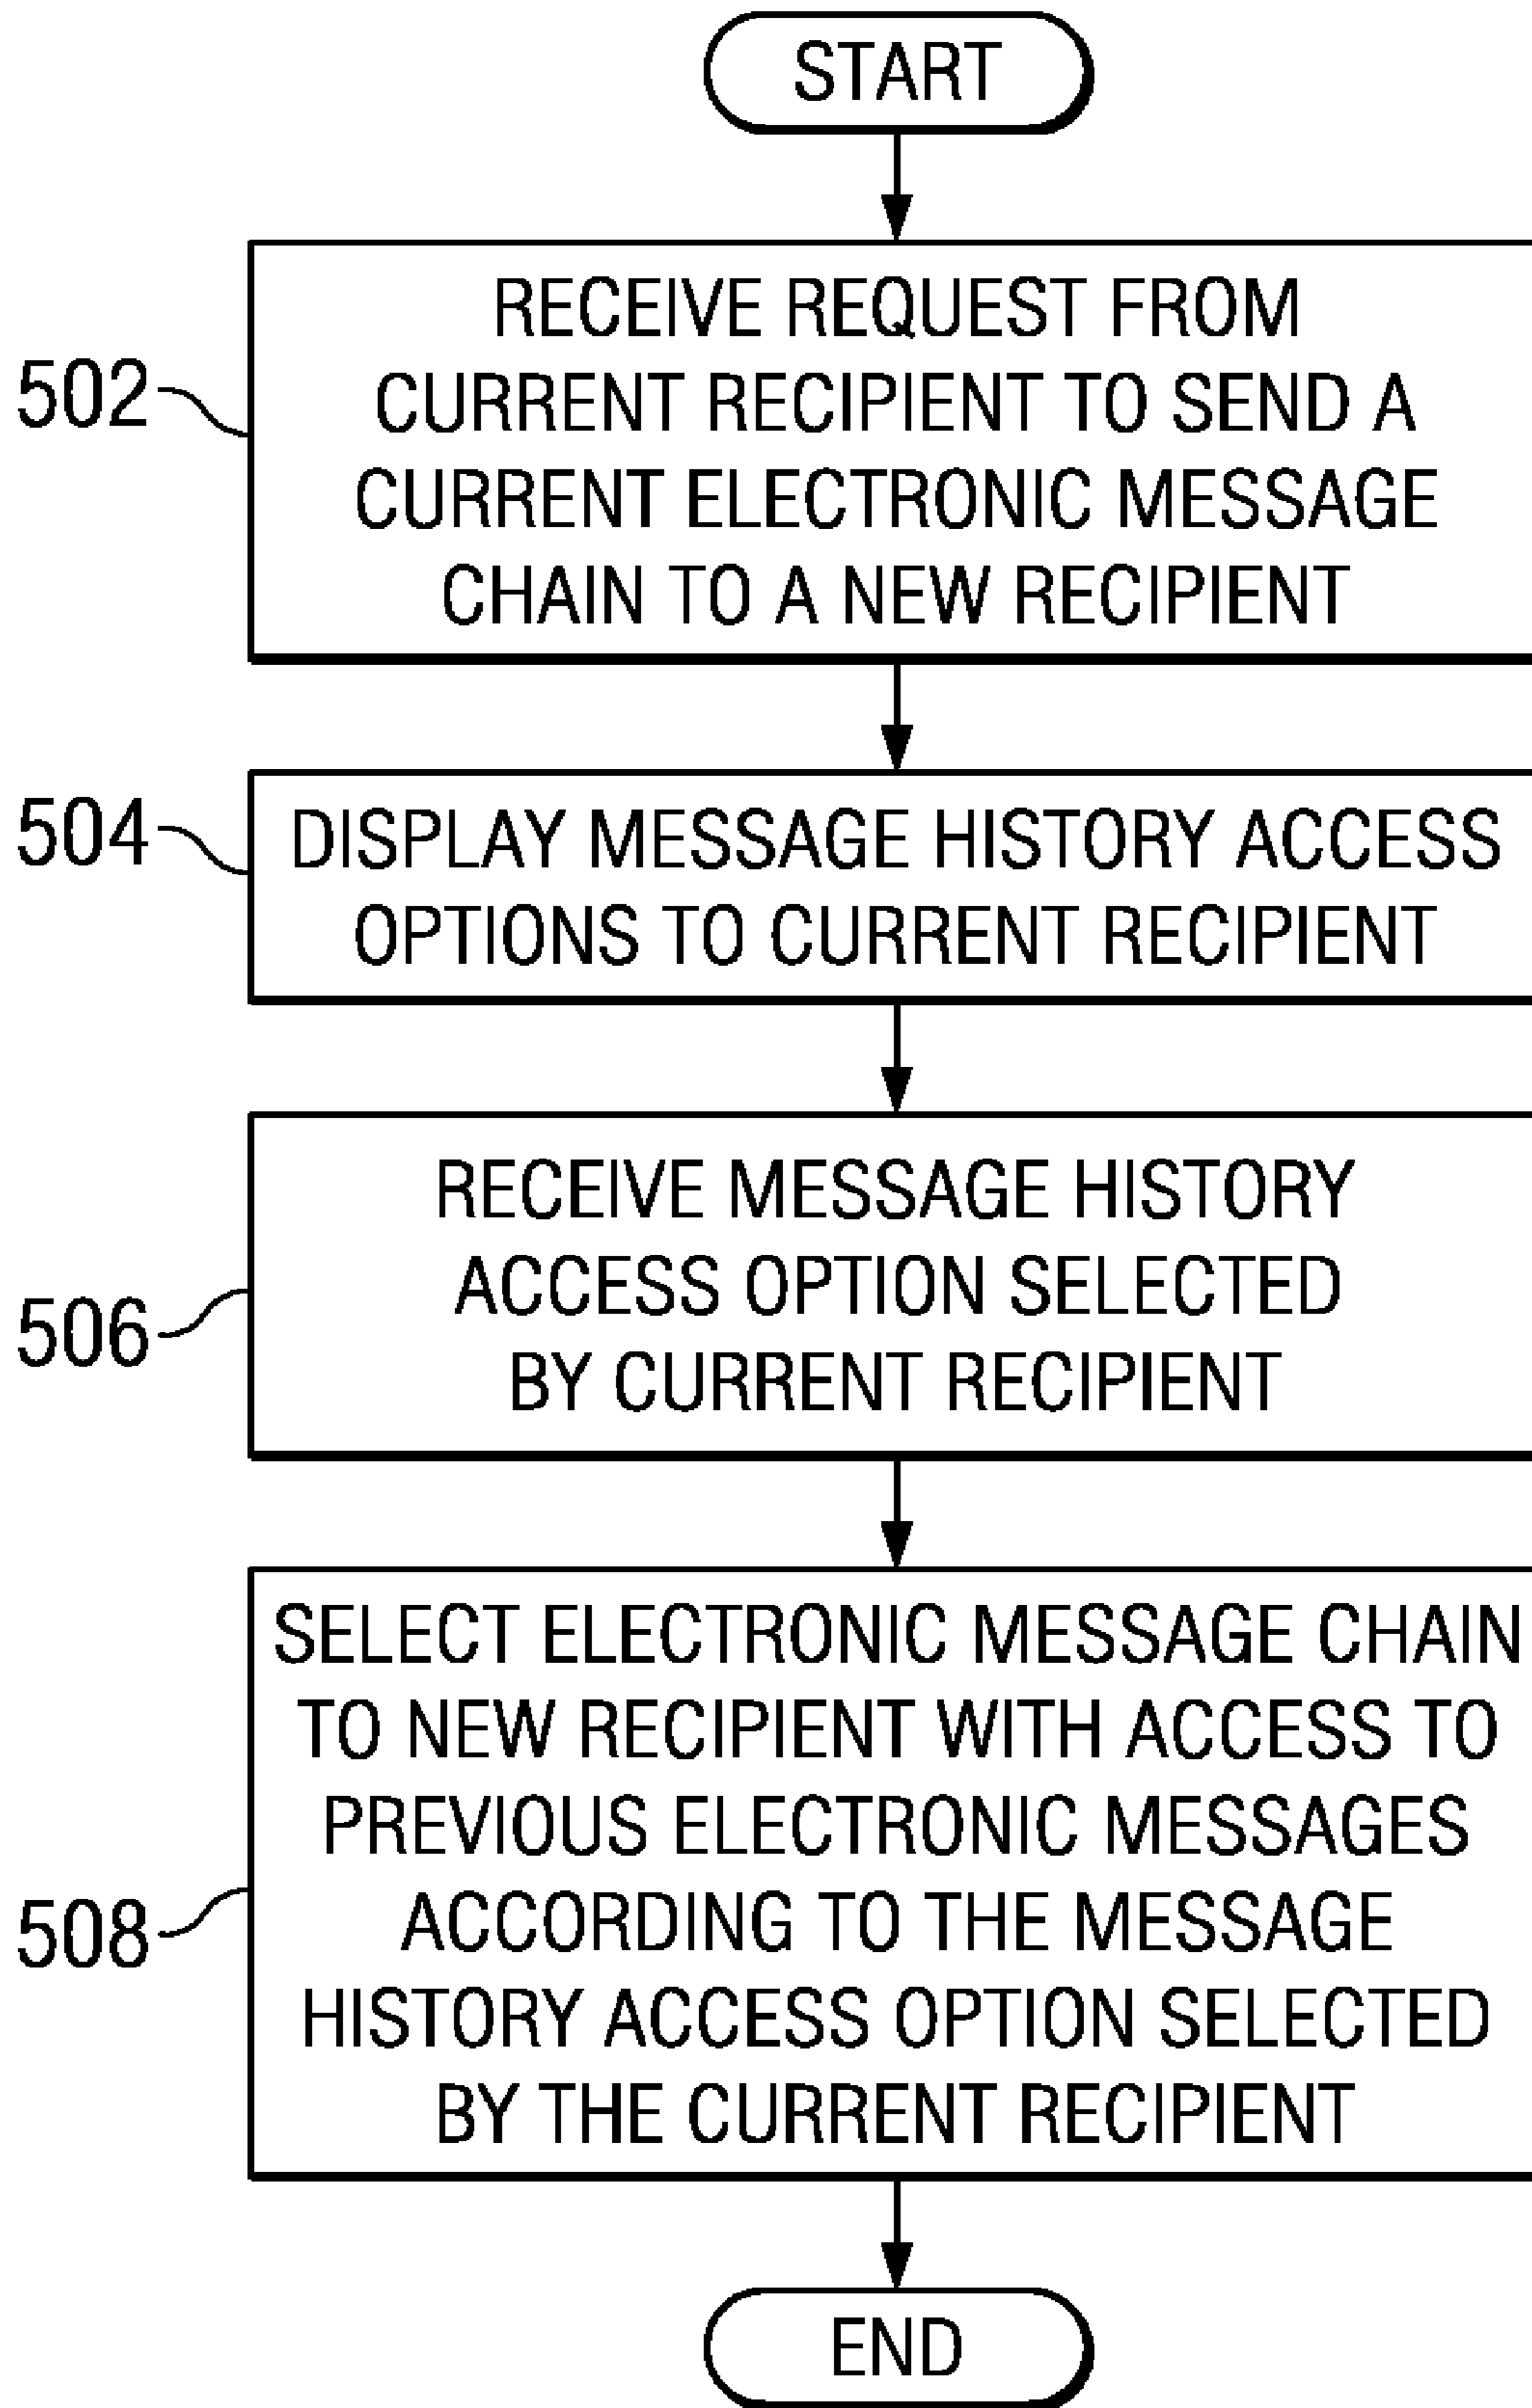 START
502
RECEIVE REQUEST FROM
CURRENT RECIPIENT TO SEND A
CURRENT ELECTRONIC MESSAGE
CHAIN TO A NEW RECIPIENT
504
DISPLAY MESSAGE HISTORY ACCESS
OPTIONS TO CURRENT RECIPIENT
506
RECEIVE MESSAGE HISTORY
ACCESS OPTION SELECTED
BY CURRENT RECIPIENT
508
SELECT ELECTRONIC MESSAGE CHAIN
TO NEW RECIPIENT WITH ACCESS TO
PREVIOUS ELECTRONIC MESSAGES
ACCORDING TO THE MESSAGE
HISTORY ACCESS OPTION SELECTED
BY THE CURRENT RECIPIENT
END